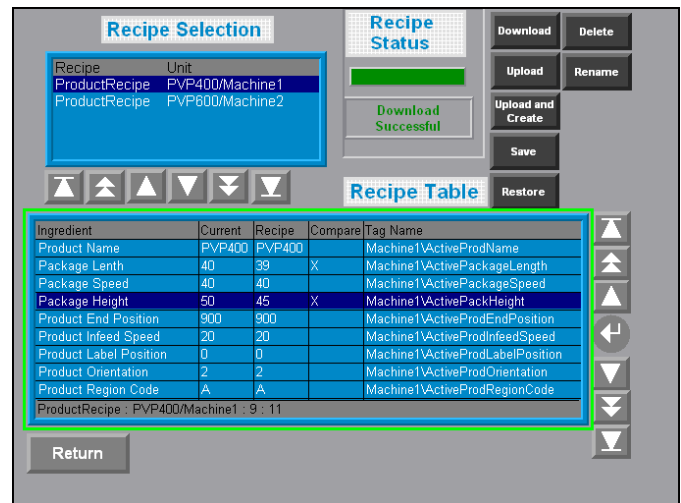 Recipe Selection
Recipe Unit
ProductRecipe PVP400/Machine1
ProductRecipe PVP600/Machine2
Recipe
Status
Download
Successful
Download
Delete
Upload
Rename
Upload and
Create
Save
Restore
Recipe Table
Ingredient Current Recipe Compare Tag Name
Product Name PVP400 PVP400 Machine1\ActiveProdName
Package Lenth 40 39 X Machine1\ActivePackageLength
Package Speed 40 40 Machine1\ActivePackageSpeed
Package Height 50 45 X Machine1\ActivePackHeight
Product End Position 900 900 Machine1\ActiveProdEndPosition
Product Infeed Speed 20 20 Machine1\ActiveProdInfeedSpeed
Product Label Position 0 0 Machine1\ActiveProdLabelPosition
Product Orientation 2 2 Machine1\ActiveProdOrientation
Product Region Code A A Machine1\ActiveProdRegionCode
ProductRecipe : PVP400/Machine1 : 9 : 11
Return